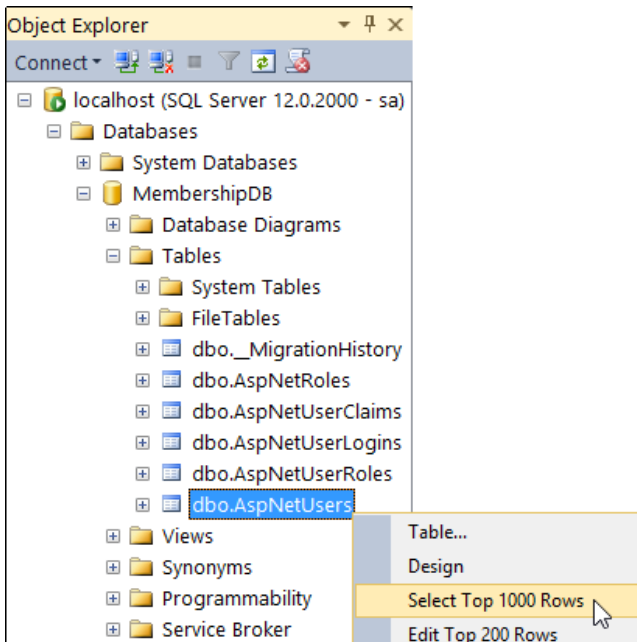 Object Explorer
Connect
localhost (SQL Server 12.0.2000 - sa)
Databases
System Databases
MembershipDB
Database Diagrams
Tables
System Tables
FileTables
dbo.__MigrationHistory
dbo.AspNetRoles
dbo.AspNetUserClaims
dbo.AspNetUserLogins
dbo.AspNetUserRoles
dbo.AspNetUsers
Views
Synonyms
Programmability
Service Broker
Table...
Design
Select Top 1000 Rows
Edit Top 200 Rows